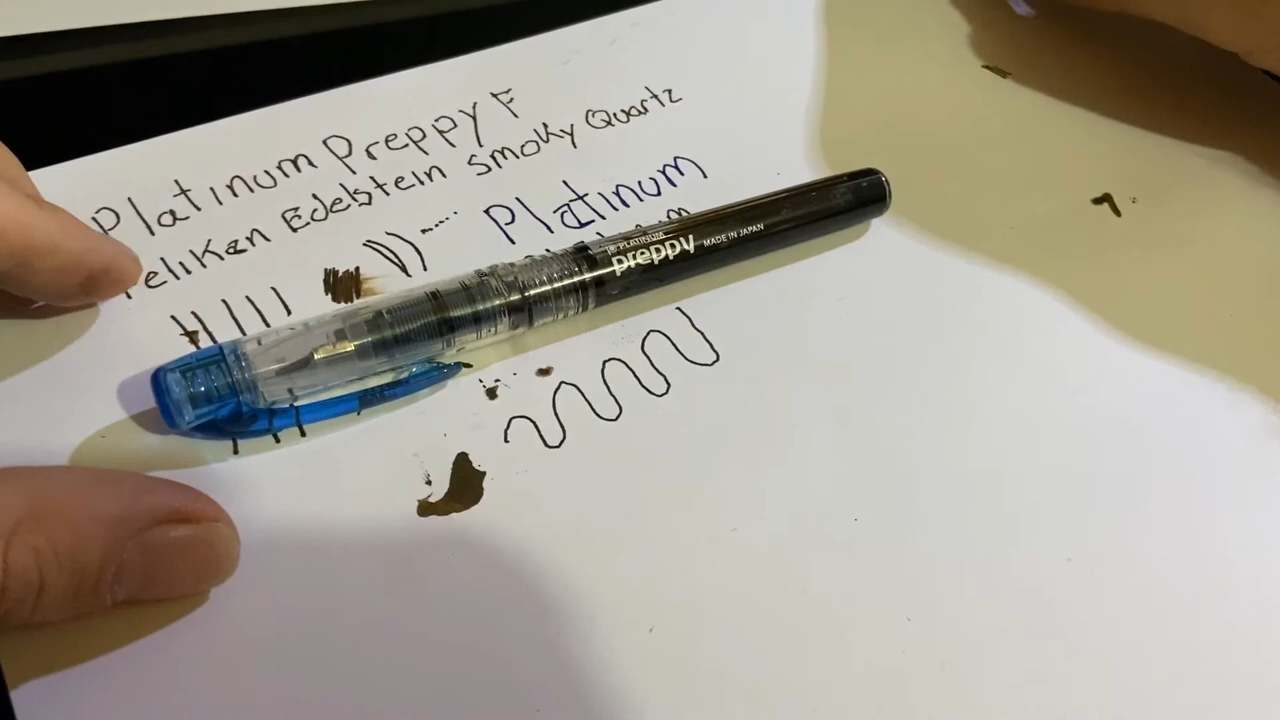 Platinum Preppy F
Pelikan Edelstein Smoky Quartz
Platinum
PLATINUM
preppy MADE IN JAPAN